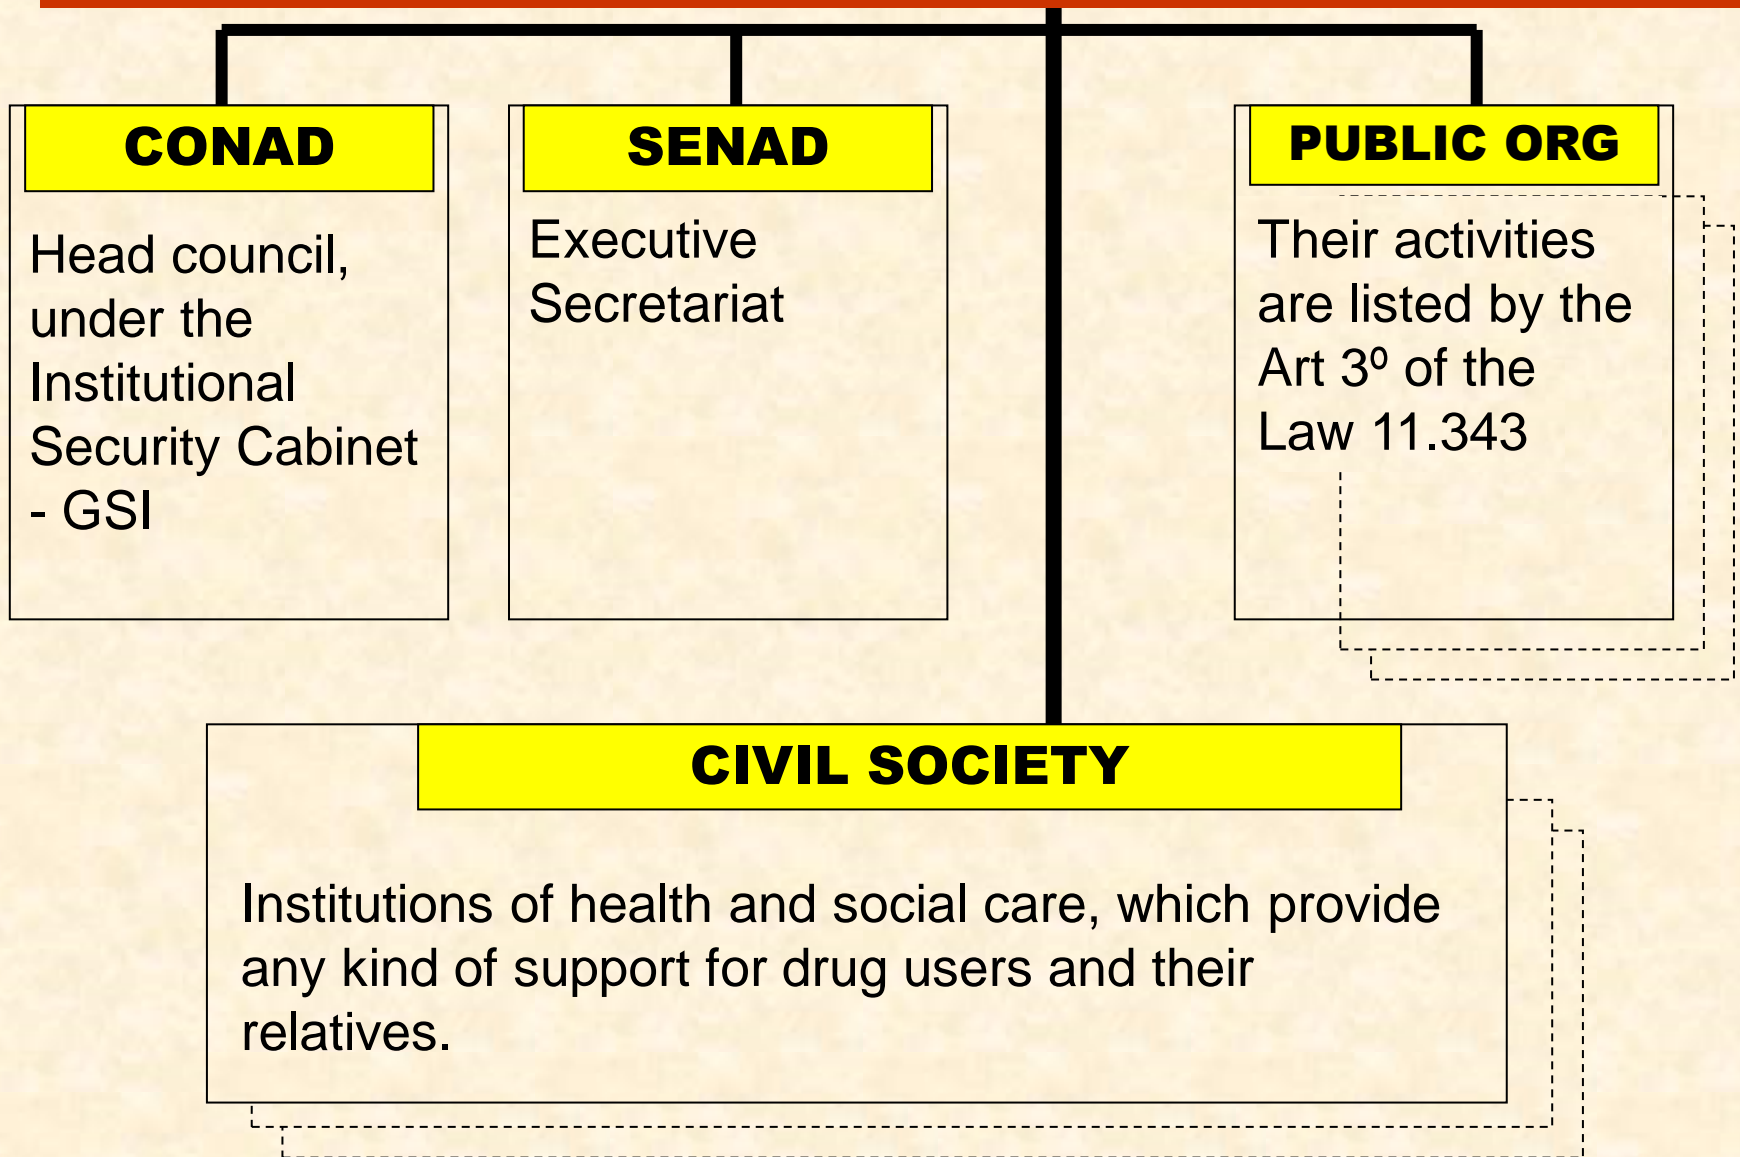 CONAD
Head council,
under the
Institutional
Security Cabinet
- GSI
SENAD
Executive
Secretariat
PUBLIC ORG
Their activities
are listed by the
Art 3º of the
Law 11.343
CIVIL SOCIETY
Institutions of health and social care, which provide
any kind of support for drug users and their
relatives.